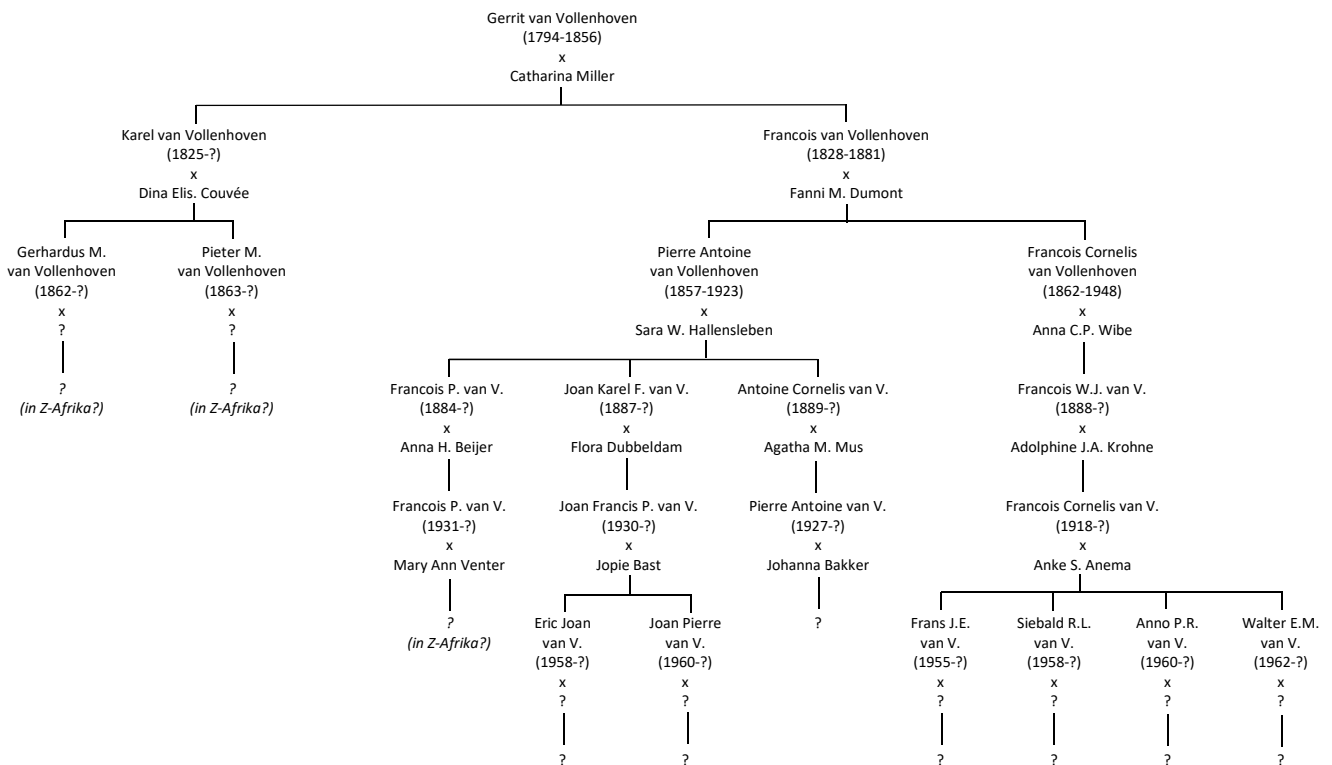 Gerrit van Vollenhoven
(1794-1856)
x
Catharina Miller
Karel van Vollenhoven
(1825-?)
x
Dina Elis. Couvée
Francois van Vollenhoven
(1828-1881)
x
Fanni M. Dumont
Gerhardus M.
van Vollenhoven
(1862-?)
x
?
?
(in Z-Afrika?)
Pieter M.
van Vollenhoven
(1863-?)
x
?
?
(in Z-Afrika?)
Pierre Antoine
van Vollenhoven
(1857-1923)
x
Sara W. Hallensleben
Francois Cornelis
van Vollenhoven
(1862-1948)
x
Anna C.P. Wibe
Francois P. van V.
(1884-?)
x
Anna H. Beijer
Joan Karel F. van V.
(1887-?)
x
Flora Dubbeldam
Antoine Cornelis van V.
(1889-?)
x
Agatha M. Mus
Francois W.J. van V.
(1888-?)
x
Adolphine J.A. Krohne
Francois P. van V.
(1931-?)
x
Mary Ann Venter
?
(in Z-Afrika?)
Joan Francis P. van V.
(1930-?)
x
Jopie Bast
Pierre Antoine van V.
(1927-?)
x
Johanna Bakker
?
Francois Cornelis van V.
(1918-?)
x
Anke S. Anema
Eric Joan
van V.
(1958-?)
x
?
?
Joan Pierre
van V.
(1960-?)
x
?
?
Frans J.E.
van V.
(1955-?)
x
?
?
Siebald R.L.
van V.
(1958-?)
x
?
?
Anno P.R.
van V.
(1960-?)
x
?
?
Walter E.M.
van V.
(1962-?)
x
?
?